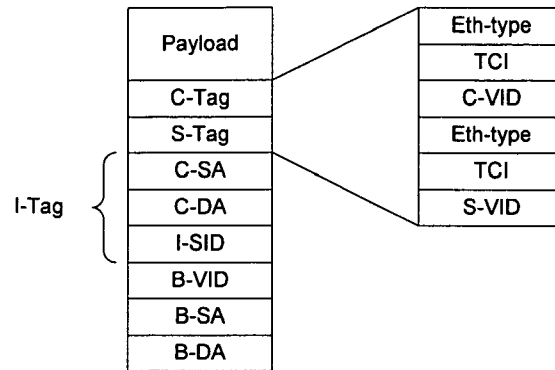 Payload
C-Tag
S-Tag
C-SA
C-DA
I-SID
B-VID
B-SA
B-DA
I-Tag
Eth-type
TCI
C-VID
Eth-type
TCI
S-VID